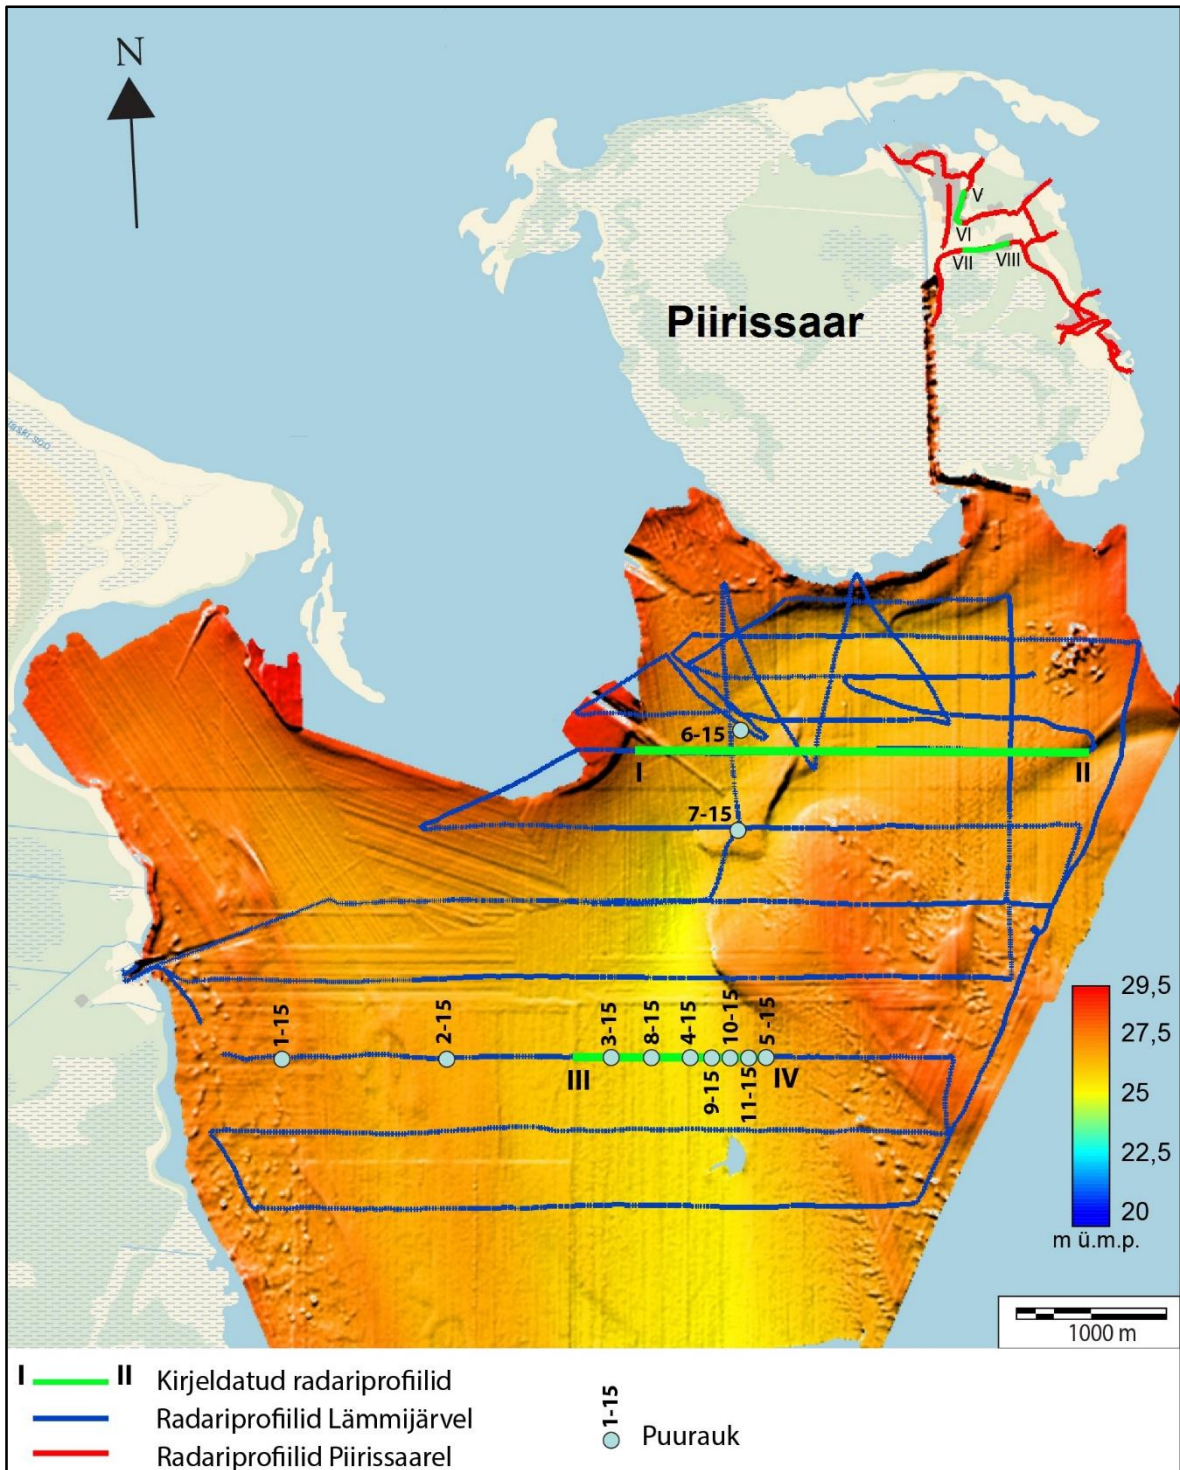 N
V
VI
VII
VIII
Piirissaar
6-15
I
II
7-15
1-15
2-15
3-15
8-15
4-15
10-15
5-15
III
IV
9-15
11-15
29,5
27,5
25
22,5
20
m ü.m.p.
1000 m
I II Kirjeldatud radariprofiilid
Radariprofiilid Lämmijärvel
Radariprofiilid Piirissaarel
1-15 Puurauk